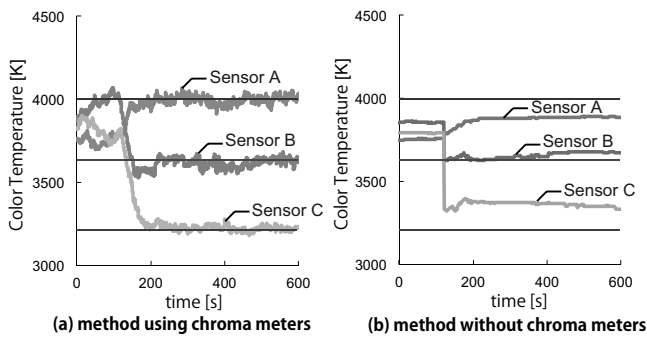 4500
4000
3500
3000
Color Temperature [K]
Sensor A
Sensor B
Sensor C
0
200
400
600
time [s]
(a) method using chroma meters
4500
4000
3500
3000
Color Temperature [K]
Sensor A
Sensor B
Sensor C
0
200
400
600
time [s]
(b) method without chroma meters